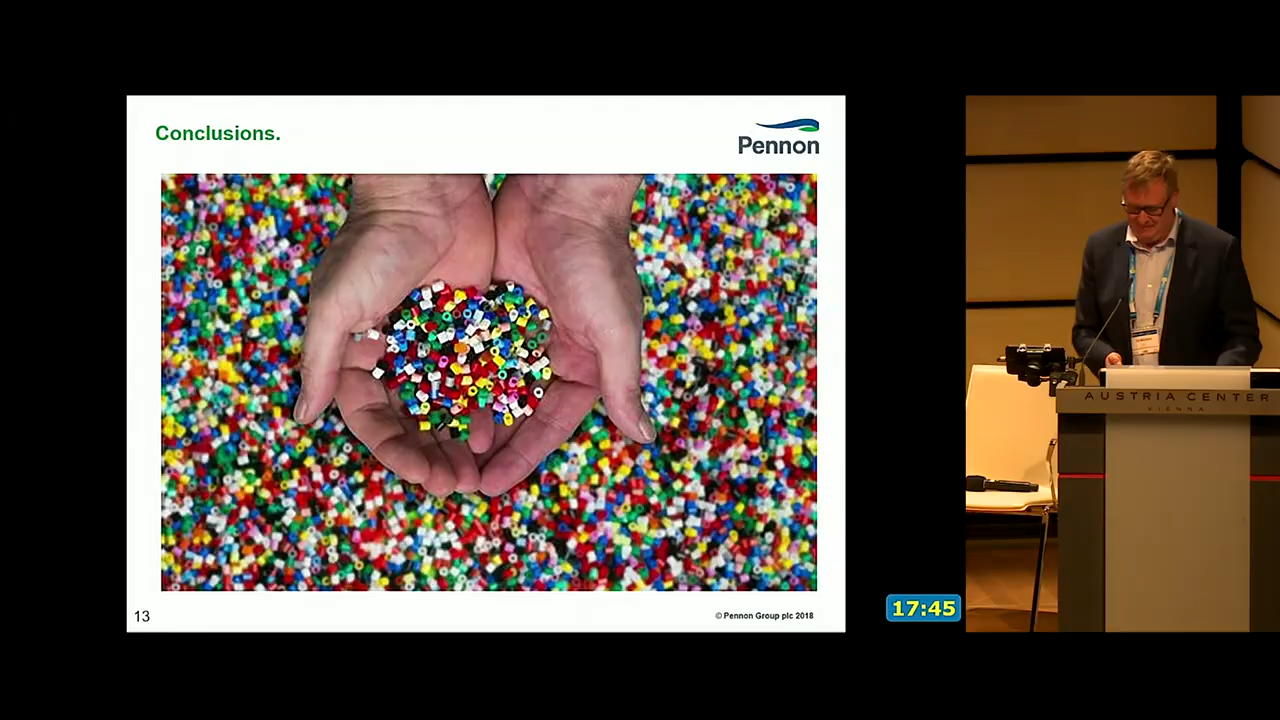 Conclusions.
Pennon
13
© Pennon Group plc 2018
17:45
AUSTRIA CENTER
VIENNA